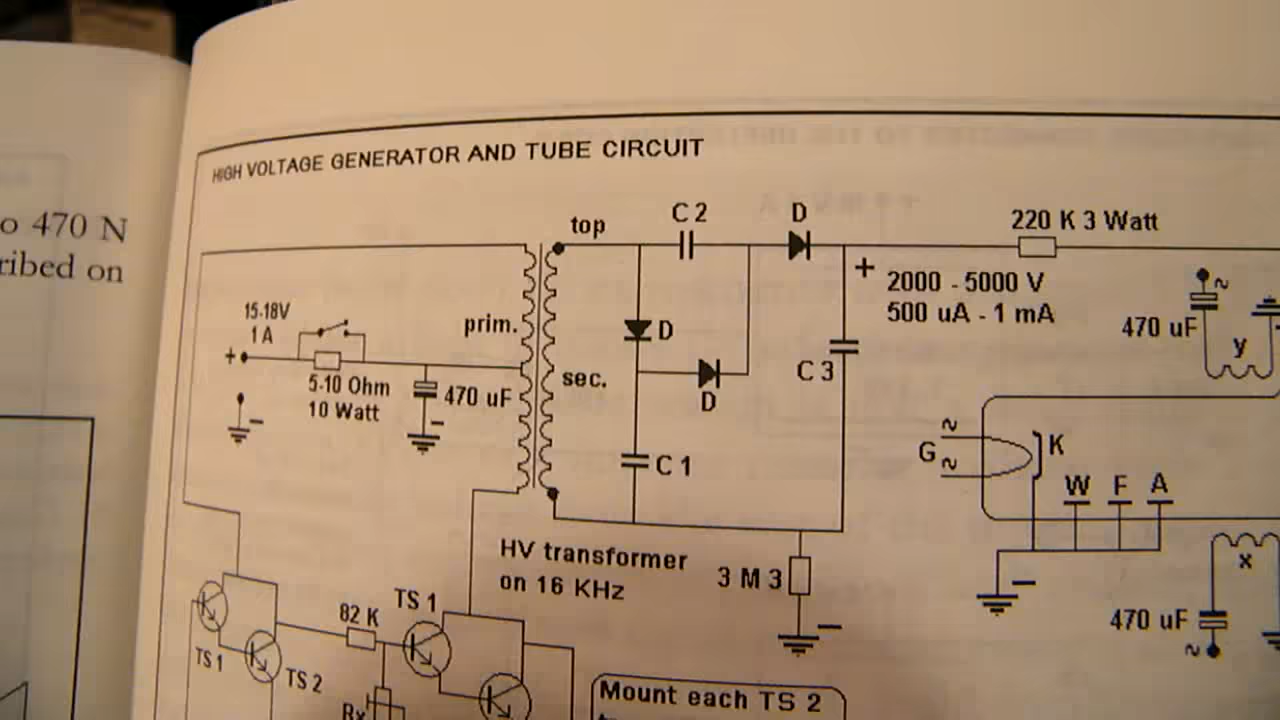 o 470 N
ribed on
HIGH VOLTAGE GENERATOR AND TUBE CIRCUIT
top
C 2
D
220 K 3 Watt
+
2000 - 5000 V
500 uA - 1 mA
~
470 uF
y
15-18V
1 A
+
prim.
D
sec.
D
C 3
5-10 Ohm
10 Watt
470 uF
-
-
G
~
~
K
C 1
W F A
HV transformer
on 16 KHz
3 M 3
-
-
x
470 uF
~
TS 1
82 K
TS 1
TS 2
Rx
Mount each TS 2